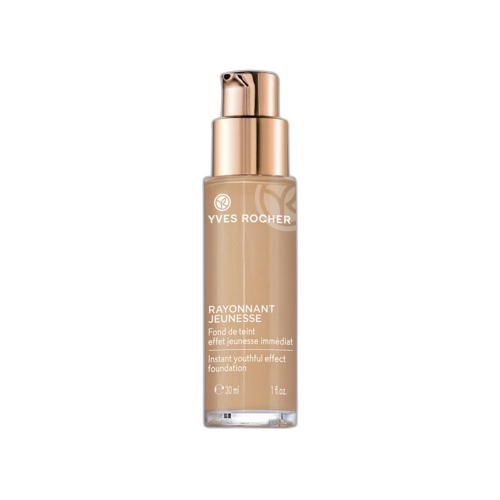 YVES ROCHER
RAYONNANT
JEUNESSE
Fond de teint
effet jeunesse immédiat
Instant youthful effect
foundation
e 30 ml 1 fl.oz.